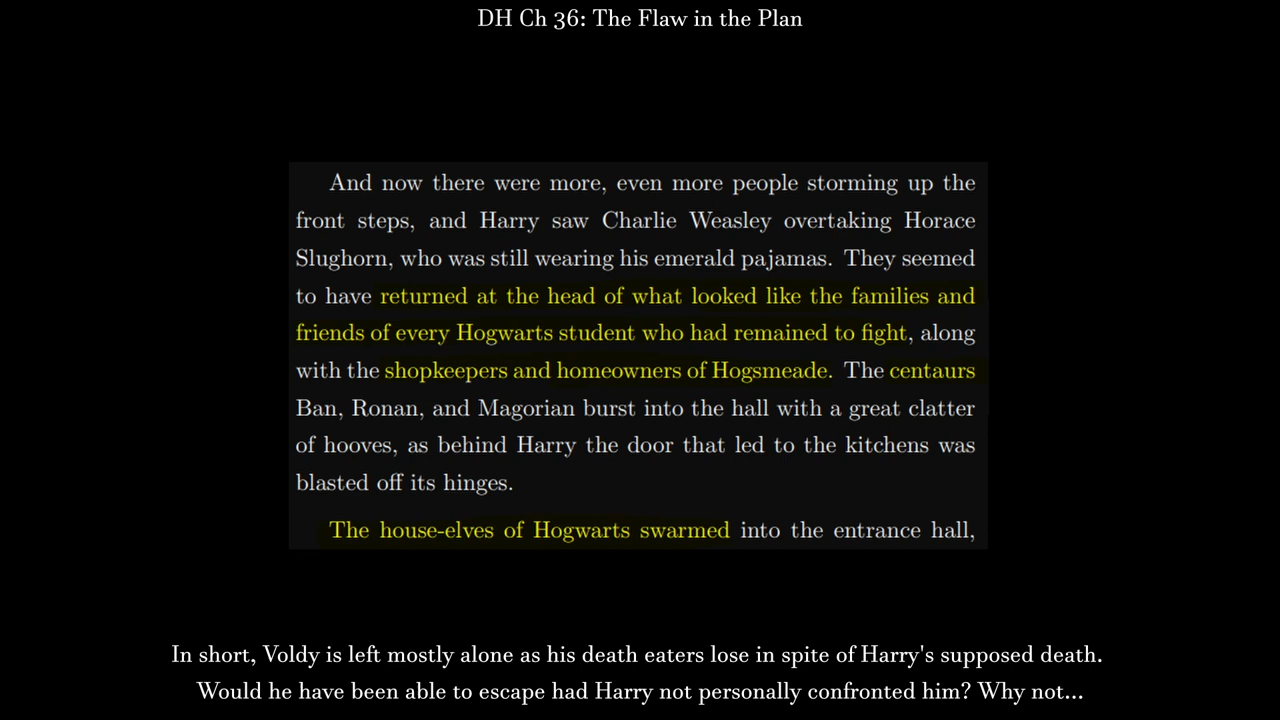 DH Ch 36: The Flaw in the Plan
And now there were more, even more people storming up the
front steps, and Harry saw Charlie Weasley overtaking Horace
Slughorn, who was still wearing his emerald pajamas. They seemed
to have returned at the head of what looked like the families and
friends of every Hogwarts student who had remained to fight, along
with the shopkeepers and homeowners of Hogsmeade. The centaurs
Ban, Ronan, and Magorian burst into the hall with a great clatter
of hooves, as behind Harry the door that led to the kitchens was
blasted off its hinges.
The house-elves of Hogwarts swarmed into the entrance hall,
In short, Voldy is left mostly alone as his death eaters lose in spite of Harry's supposed death.
Would he have been able to escape had Harry not personally confronted him? Why not...